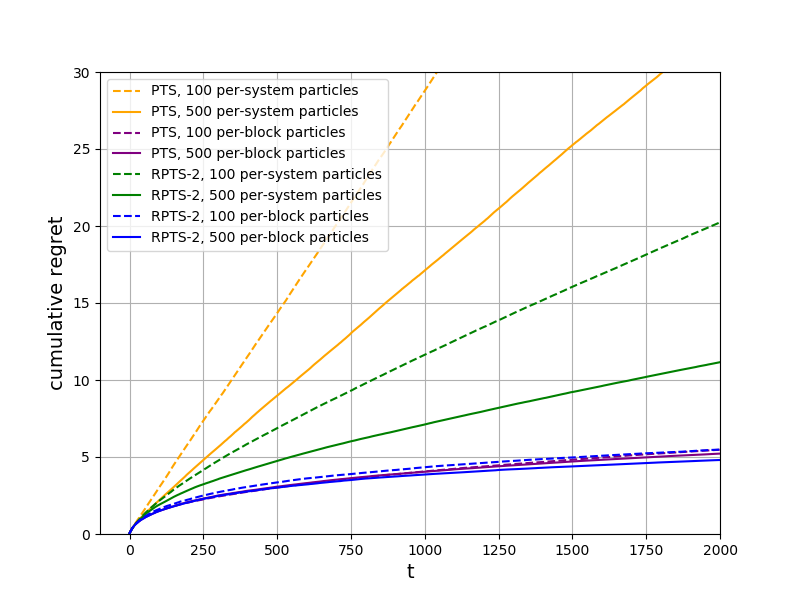 30
25
20
15
10
5
0
cumulative regret
PTS, 100 per-system particles
PTS, 500 per-system particles
PTS, 100 per-block particles
PTS, 500 per-block particles
RPTS-2, 100 per-system particles
RPTS-2, 500 per-system particles
RPTS-2, 100 per-block particles
RPTS-2, 500 per-block particles
0 250 500 750 1000 1250 1500 1750 2000
t